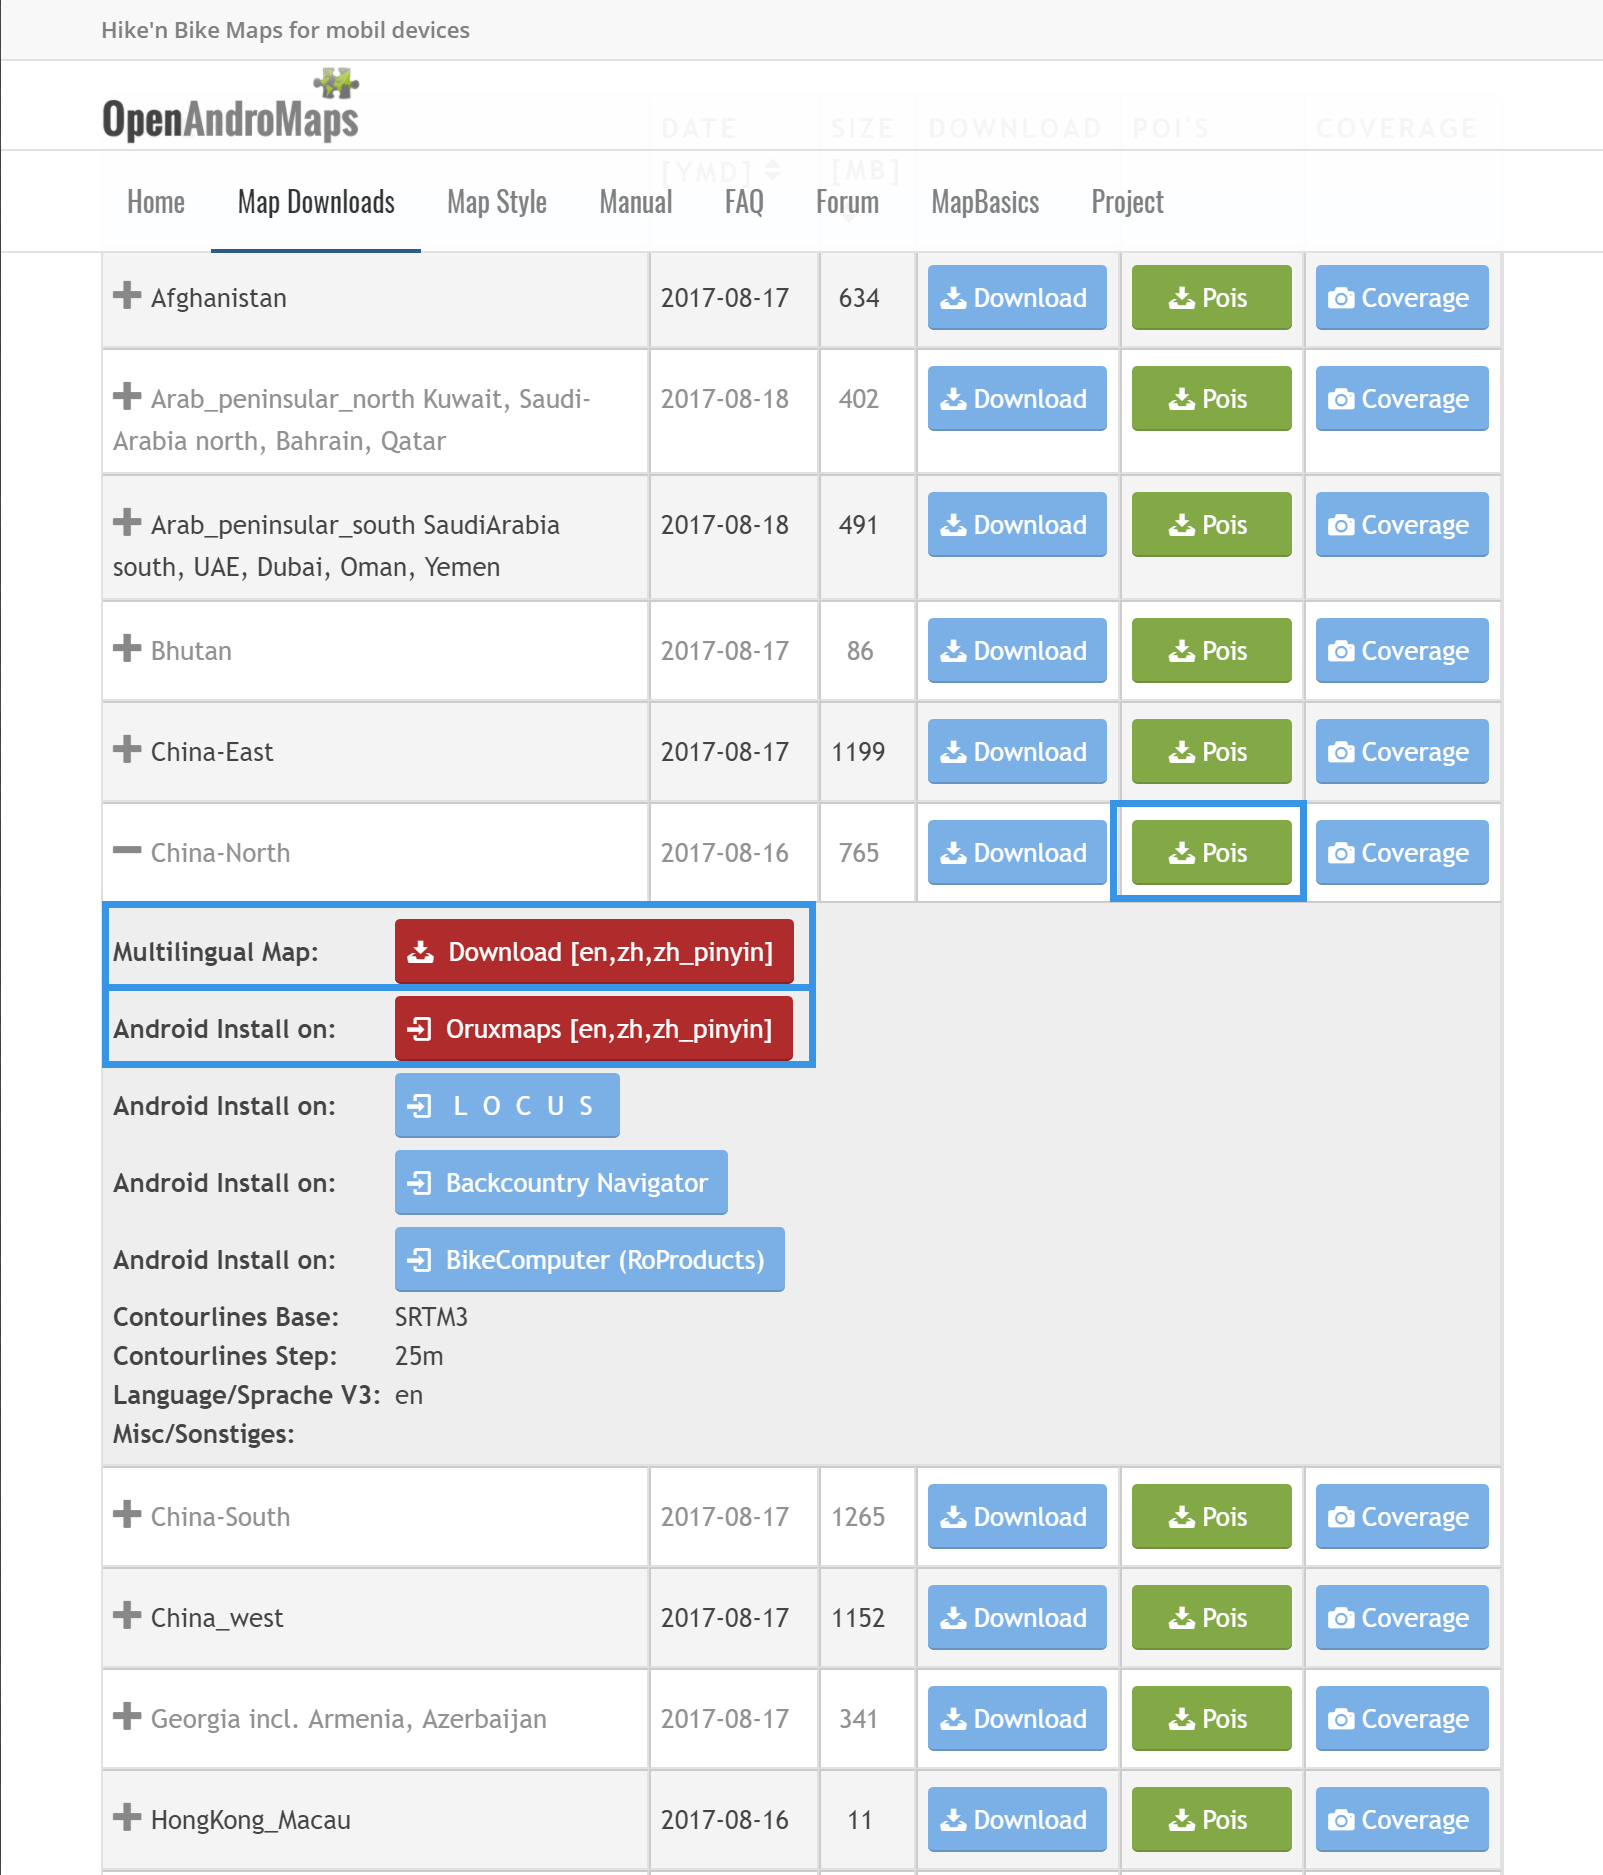 Hike'n Bike Maps for mobil devices
OpenAndroMaps
DATE [YMD] SIZE [MB] DOWNLOAD POI'S COVERAGE
Home Map Downloads Map Style Manual FAQ Forum MapBasics Project
Afghanistan 2017-08-17 634 Download Pois Coverage
Arab_peninsular_north Kuwait, Saudi- 2017-08-18 402 Download Pois Coverage
Arabia north, Bahrain, Qatar
Arab_peninsular_south SaudiArabia 2017-08-18 491 Download Pois Coverage
south, UAE, Dubai, Oman, Yemen
Bhutan 2017-08-17 86 Download Pois Coverage
China-East 2017-08-17 1199 Download Pois Coverage
China-North 2017-08-16 765 Download Pois Coverage
Multilingual Map: Download [en,zh,zh_pinyin]
Android Install on: Oruxmaps [en,zh,zh_pinyin]
Android Install on: L O C U S
Android Install on: Backcountry Navigator
Android Install on: BikeComputer (RoProducts)
Contourlines Base: SRTM3
Contourlines Step: 25m
Language/Sprache V3: en
Misc/Sonstiges:
China-South 2017-08-17 1265 Download Pois Coverage
China_west 2017-08-17 1152 Download Pois Coverage
Georgia incl. Armenia, Azerbaijan 2017-08-17 341 Download Pois Coverage
HongKong_Macau 2017-08-16 11 Download Pois Coverage